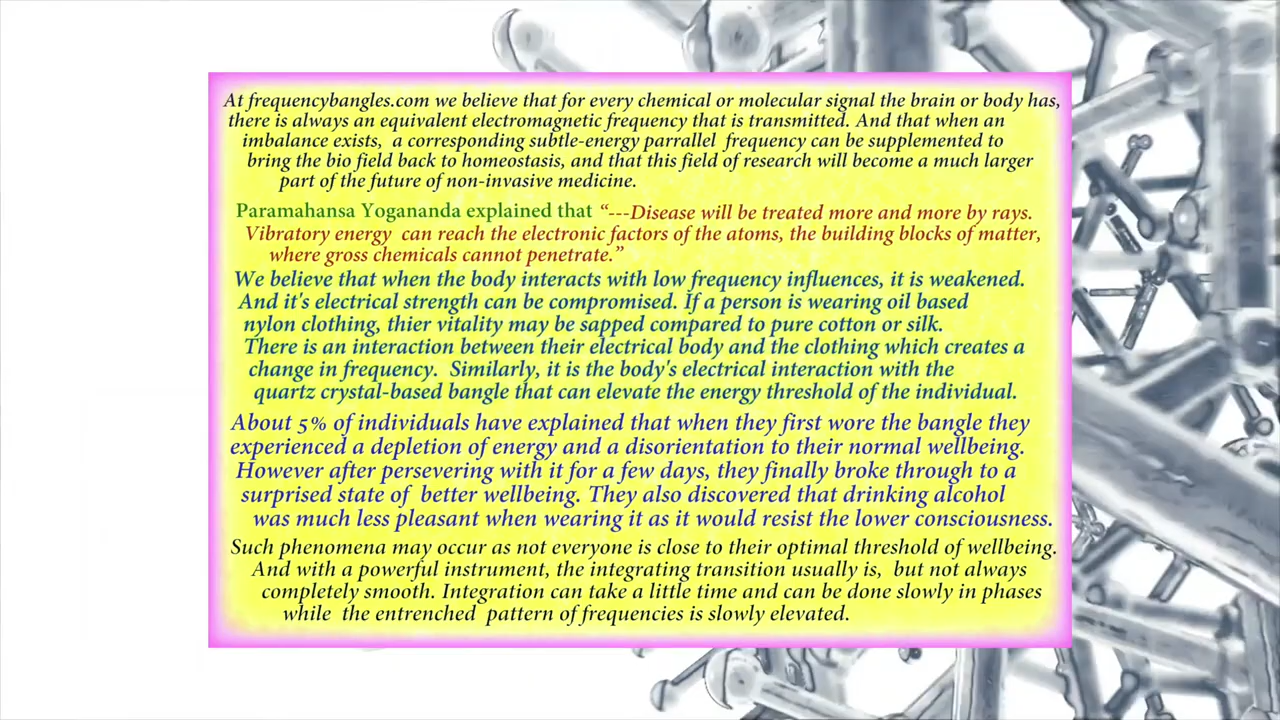 At frequencybangles.com we believe that for every chemical or molecular signal the brain or body has,
there is always an equivalent electromagnetic frequency that is transmitted. And that when an
imbalance exists, a corresponding subtle-energy parrallel frequency can be supplemented to
bring the bio field back to homeostasis, and that this field of research will become a much larger
part of the future of non-invasive medicine.
Paramahansa Yogananda explained that “---Disease will be treated more and more by rays.
Vibratory energy can reach the electronic factors of the atoms, the building blocks of matter,
where gross chemicals cannot penetrate.”
We believe that when the body interacts with low frequency influences, it is weakened.
And it's electrical strength can be compromised. If a person is wearing oil based
nylon clothing, thier vitality may be sapped compared to pure cotton or silk.
There is an interaction between their electrical body and the clothing which creates a
change in frequency. Similarly, it is the body's electrical interaction with the
quartz crystal-based bangle that can elevate the energy threshold of the individual.
About 5% of individuals have explained that when they first wore the bangle they
experienced a depletion of energy and a disorientation to their normal wellbeing.
However after persevering with it for a few days, they finally broke through to a
surprised state of better wellbeing. They also discovered that drinking alcohol
was much less pleasant when wearing it as it would resist the lower consciousness.
Such phenomena may occur as not everyone is close to their optimal threshold of wellbeing.
And with a powerful instrument, the integrating transition usually is, but not always
completely smooth. Integration can take a little time and can be done slowly in phases
while the entrenched pattern of frequencies is slowly elevated.